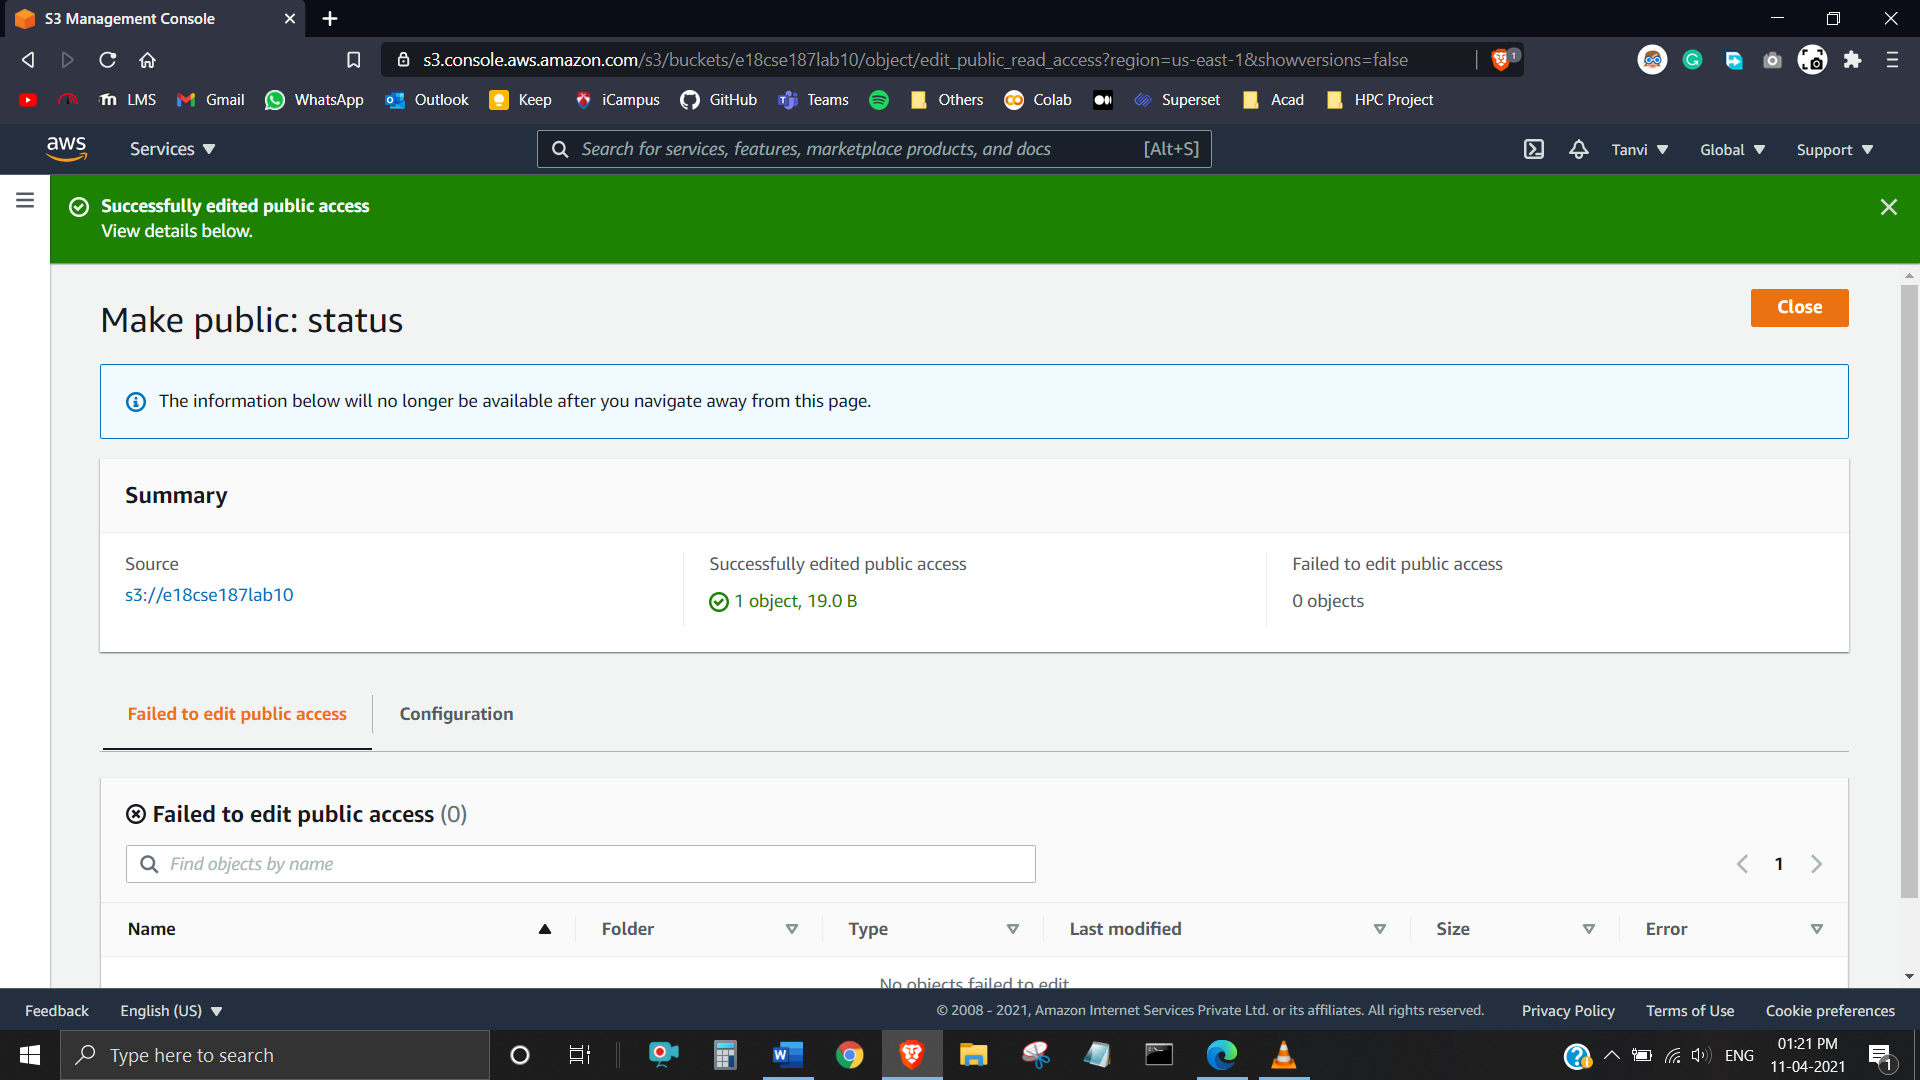 S3 Management Console
s3.console.aws.amazon.com/s3/buckets/e18cse187lab10/object/edit_public_read_access?region=us-east-1&showversions=false
1
LMS Gmail WhatsApp Outlook Keep iCampus GitHub Teams Others Colab Superset Acad HPC Project
aws Services Search for services, features, marketplace products, and docs [Alt+S] Tanvi Global Support
Successfully edited public access
View details below.
Make public: status
Close
The information below will no longer be available after you navigate away from this page.
Summary
Source Successfully edited public access Failed to edit public access
s3://e18cse187lab10 1 object, 19.0 B 0 objects
Failed to edit public access Configuration
Failed to edit public access (0)
Find objects by name 1
Name Folder Type Last modified Size Error
No objects failed to edit
Feedback English (US) © 2008 - 2021, Amazon Internet Services Private Ltd. or its affiliates. All rights reserved. Privacy Policy Terms of Use Cookie preferences
Type here to search ENG 01:21 PM
11-04-2021
1